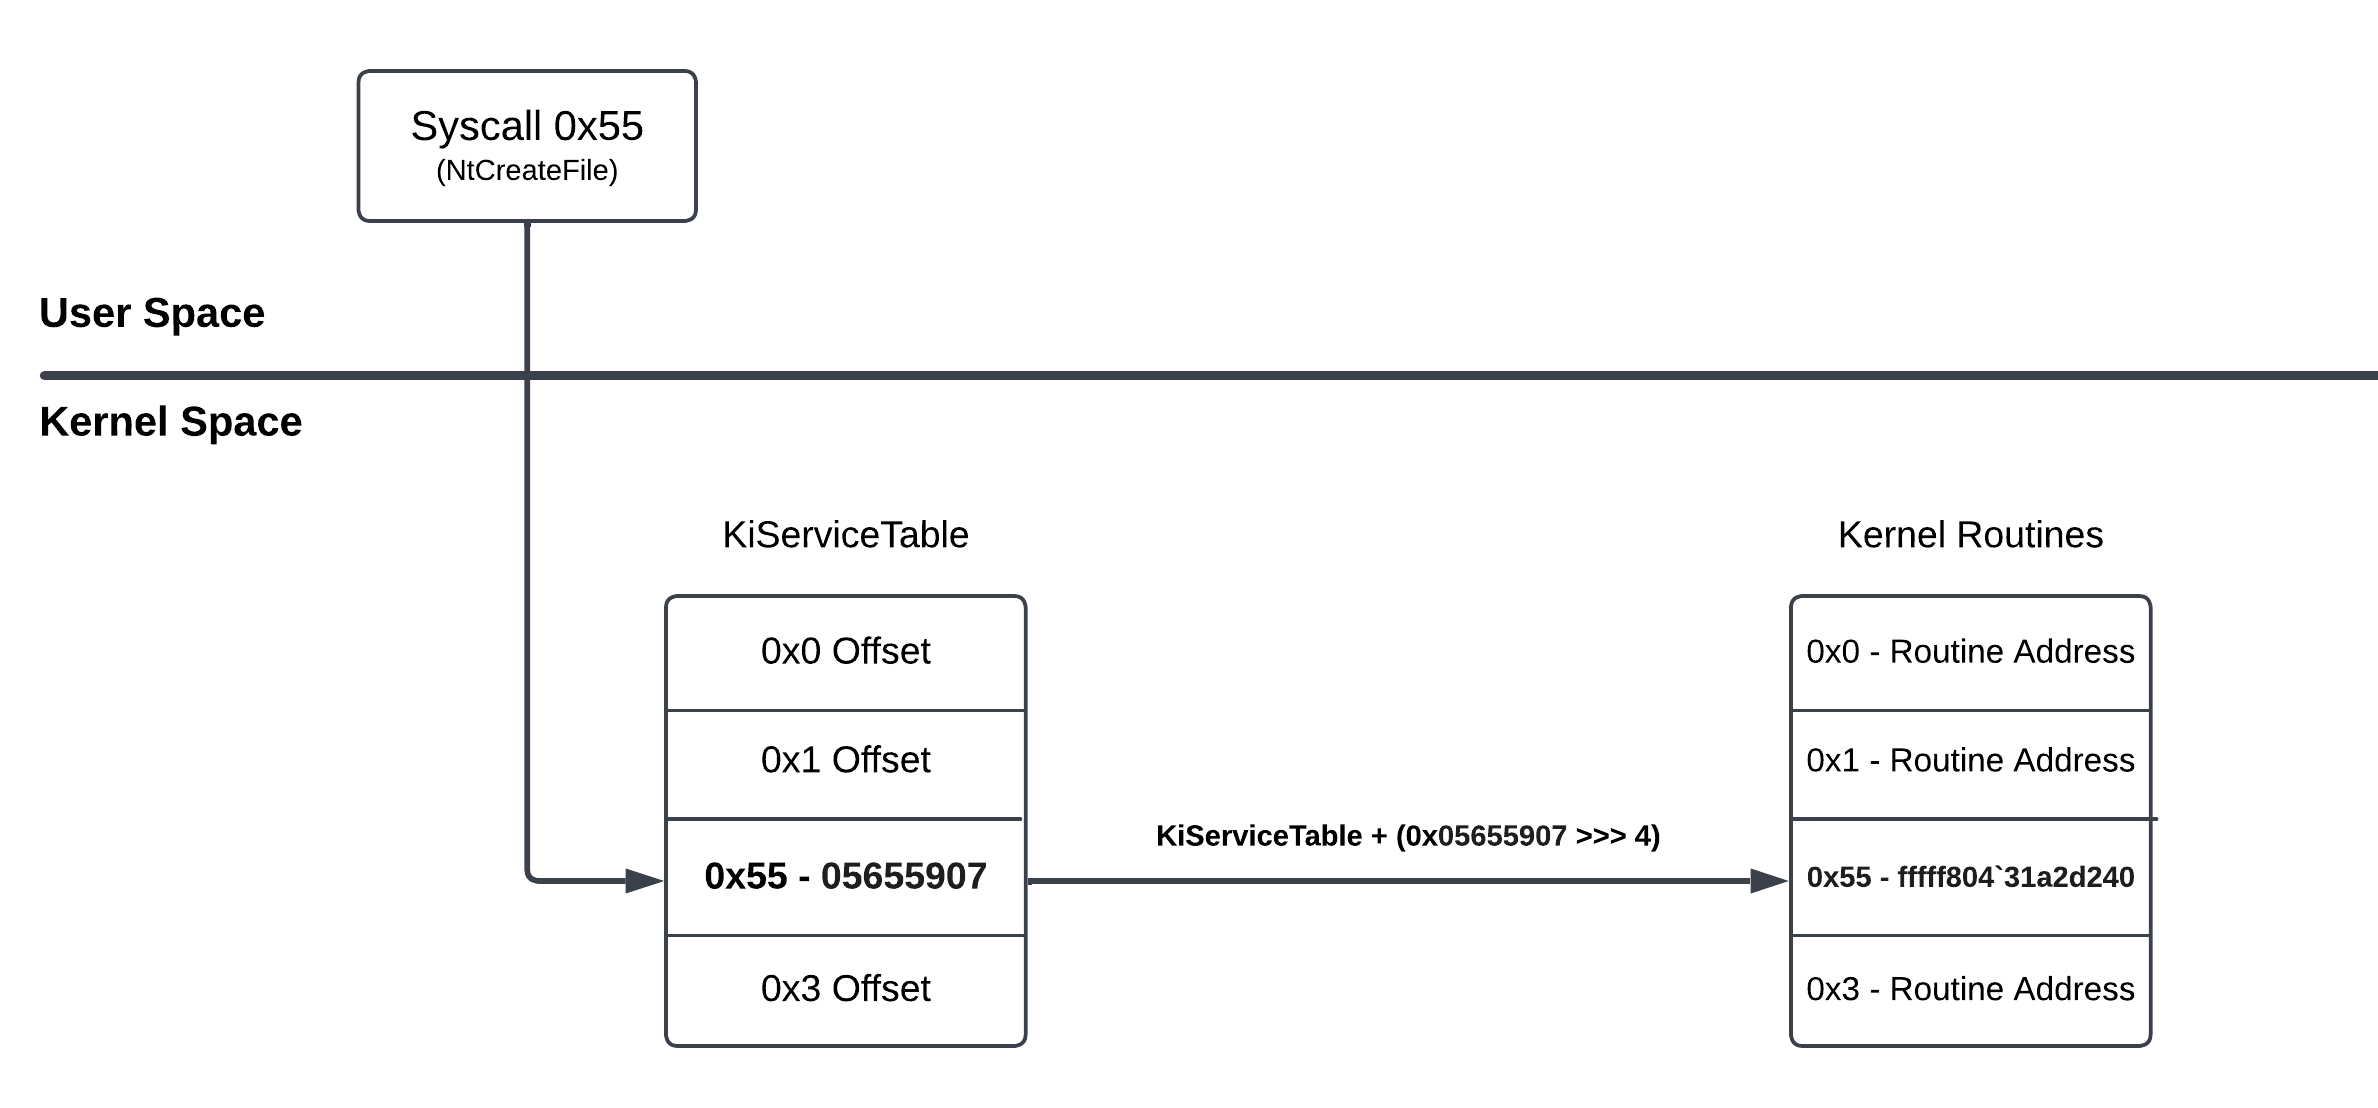 Syscall 0x55
(NtCreateFile)
User Space
Kernel Space
KiServiceTable
0x0 Offset
0x1 Offset
0x55 - 05655907
0x3 Offset
KiServiceTable + (0x05655907 >>> 4)
Kernel Routines
0x0 - Routine Address
0x1 - Routine Address
0x55 - fffff804`31a2d240
0x3 - Routine Address